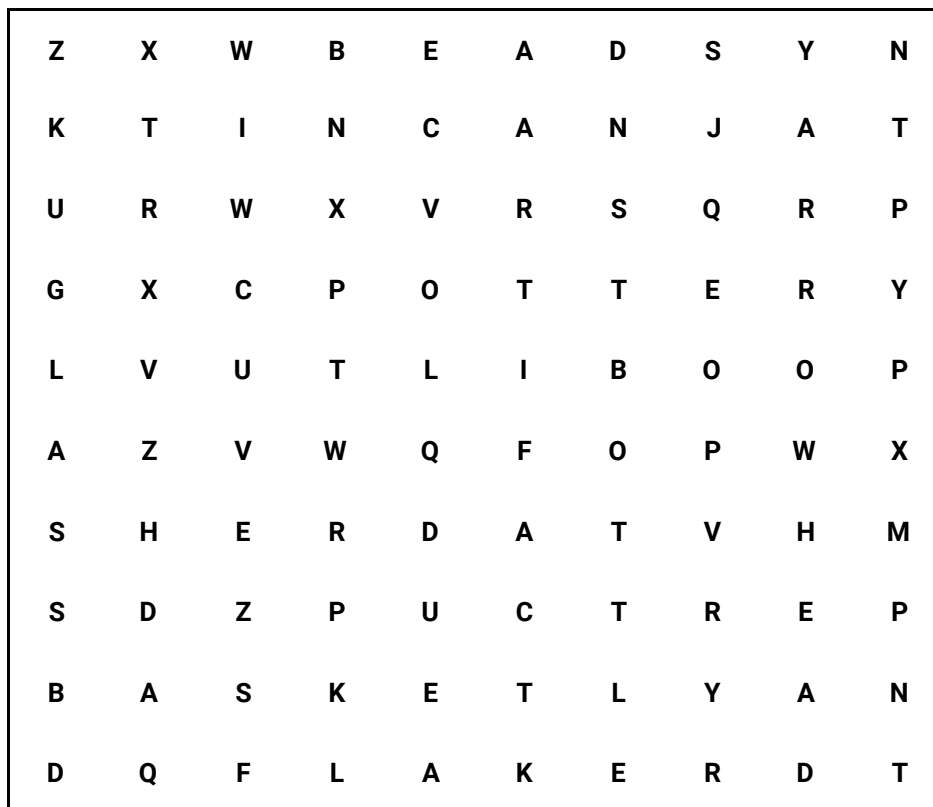 Z X W B E A D S Y N
K T I N C A N J A T
U R W X V R S Q R P
G X C P O T T E R Y
L V U T L I B O O P
A Z V W Q F O P W X
S H E R D A T V H M
S D Z P U C T R E P
B A S K E T L Y A N
D Q F L A K E R D T